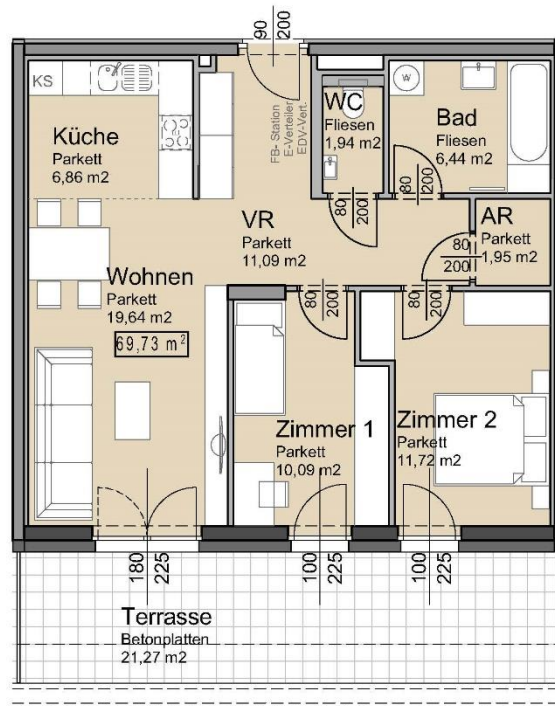 90
200
KS
Küche
Parkett
6,86 m2
FB- Station
E-Verteiler
EDV-Vert.
WC
Fliesen
1,94 m2
W
Bad
Fliesen
6,44 m2
80
200
80
200
VR
Parkett
11,09 m2
AR
Parkett
1,95 m2
80
200
Wohnen
Parkett
19,64 m2
69,73 m²
80
200
80
200
Zimmer 1
Parkett
10,09 m2
Zimmer 2
Parkett
11,72 m2
180
225
100
225
100
225
Terrasse
Betonplatten
21,27 m2